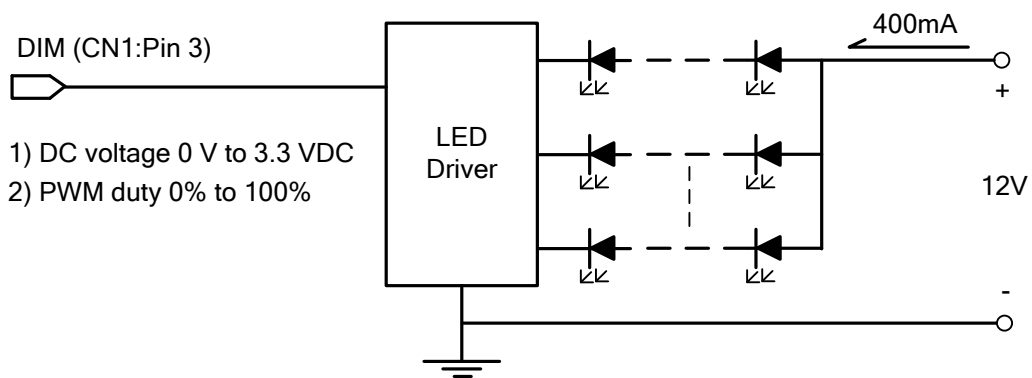 400mA
DIM (CN1:Pin 3)
+
1) DC voltage 0 V to 3.3 VDC
2) PWM duty 0% to 100%
LED
Driver
12V
-